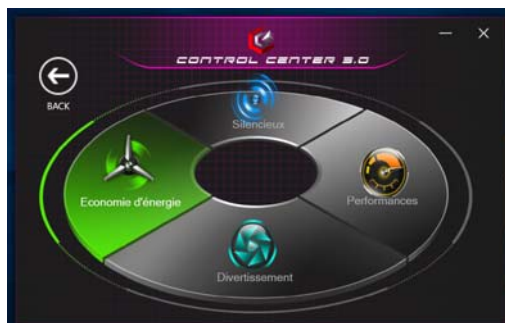 CONTROL CENTER 3.0
BACK
Silencieux
Economie d'énergie
Performances
Divertissement